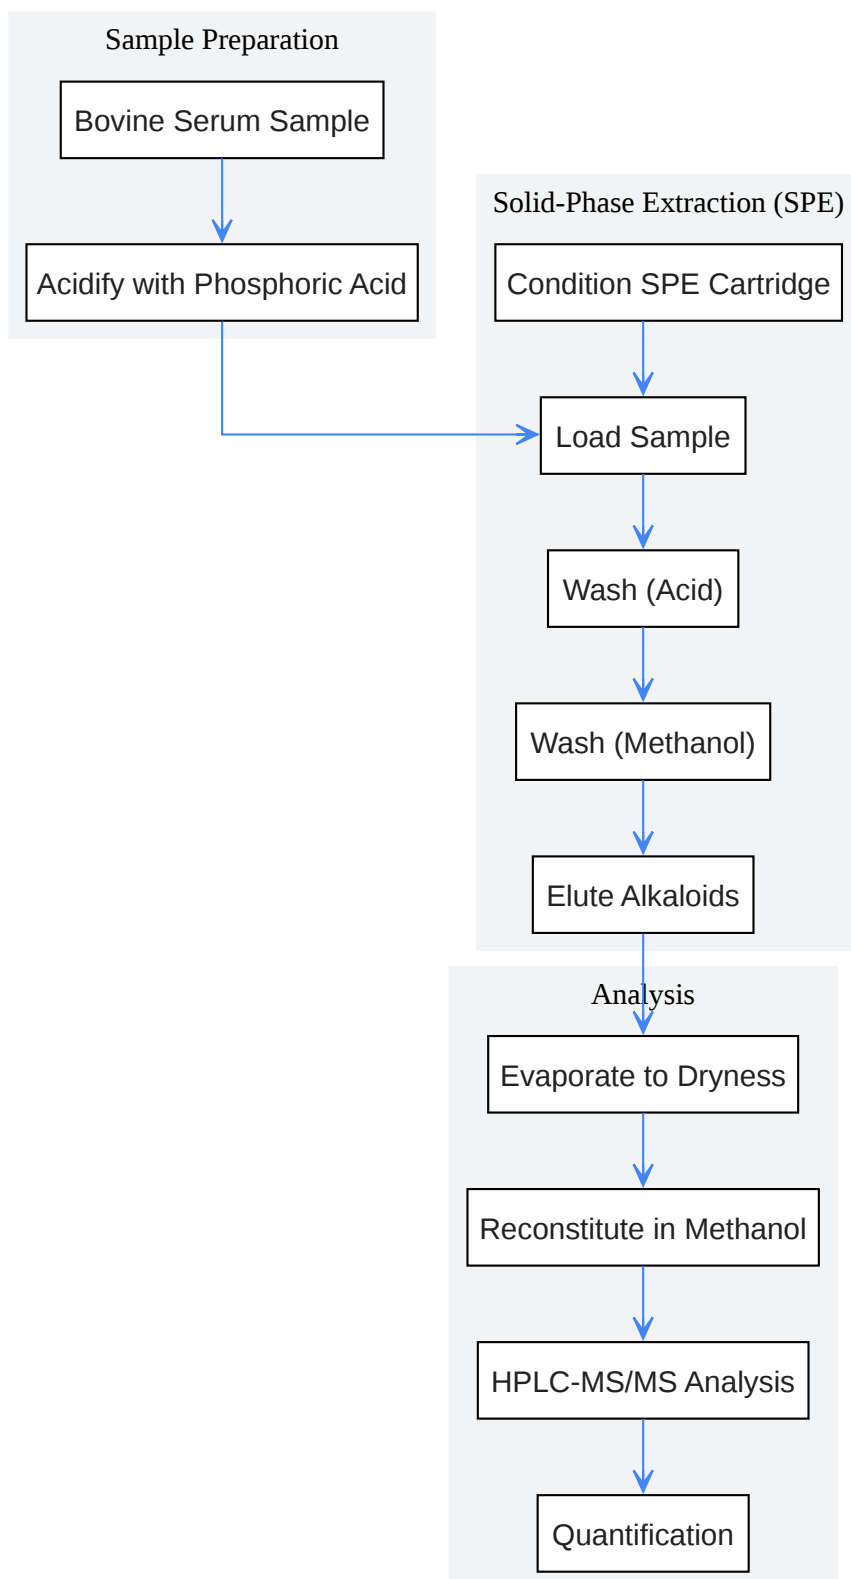 Sample Preparation
Bovine Serum Sample
Acidify with Phosphoric Acid
Solid-Phase Extraction (SPE)
Condition SPE Cartridge
Load Sample
Wash (Acid)
Wash (Methanol)
Elute Alkaloids
Analysis
Evaporate to Dryness
Reconstitute in Methanol
HPLC-MS/MS Analysis
Quantification